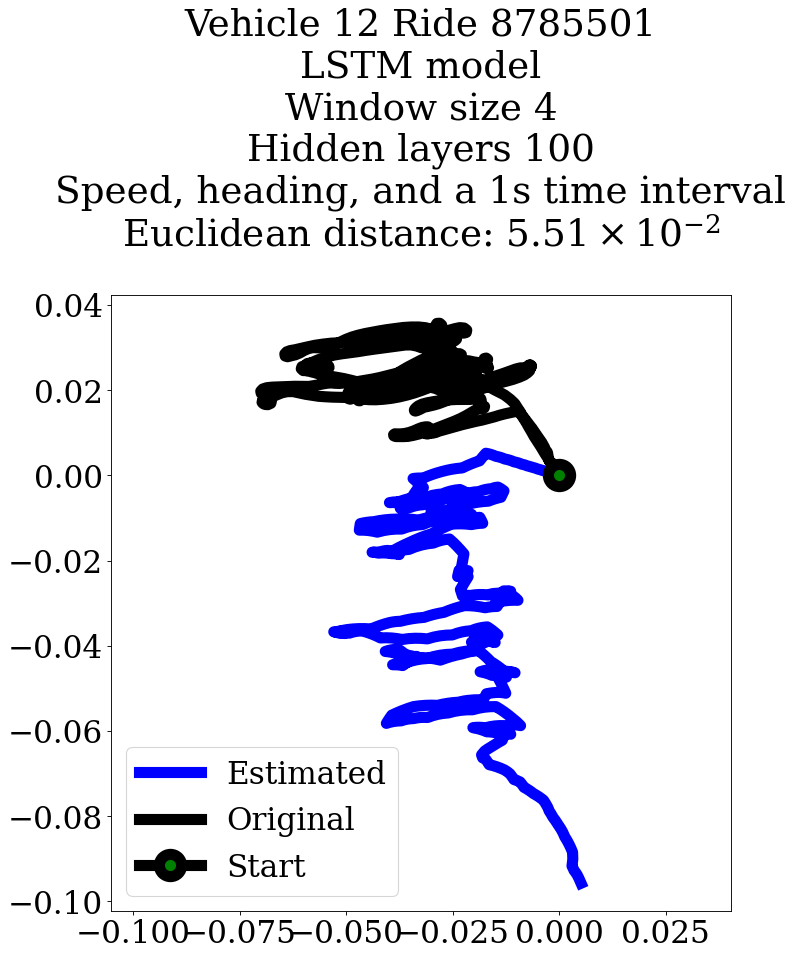 Vehicle 12 Ride 8785501
LSTM model
Window size 4
Hidden layers 100
Speed, heading, and a 1s time interval
Euclidean distance: 5.51 × 10⁻²
0.04
0.02
0.00
−0.02
−0.04
−0.06
−0.08
−0.10
Estimated
Original
Start
−0.100 −0.075 −0.050 −0.025 0.000 0.025